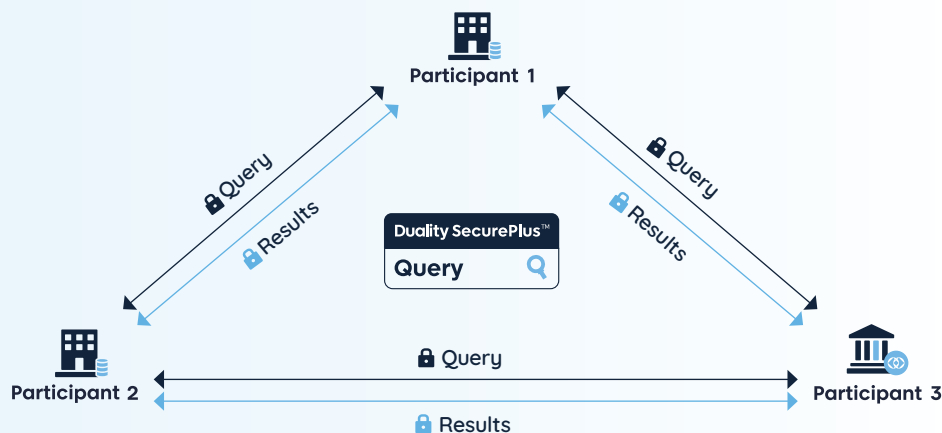 Participant 1
Query
Query
Results
Results
Duality SecurePlus™
Query
Query
Participant 2
Participant 3
Results